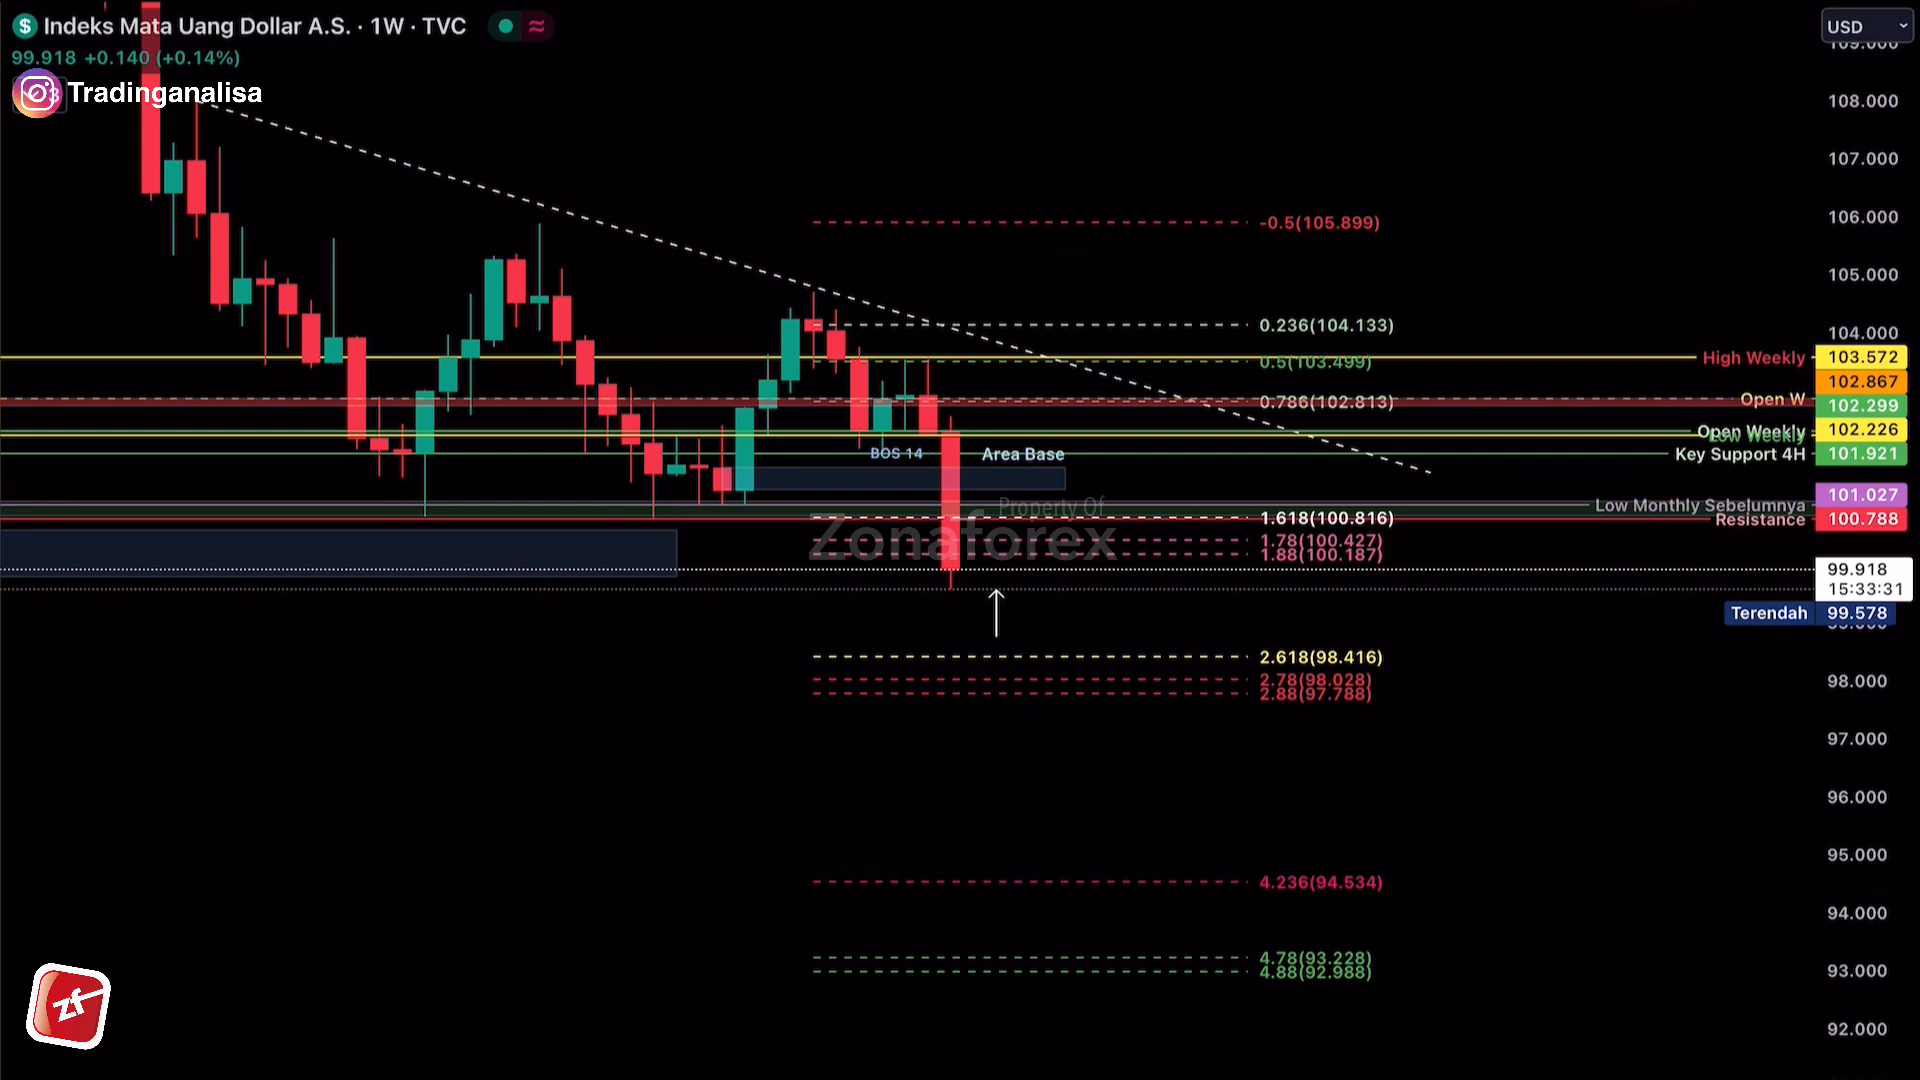 Indeks Mata Uang Dollar A.S. · 1W · TVC
USD
99.918 +0.140 (+0.14%)
Tradinganalisa
108.000
107.000
106.000
-0.5(105.899)
105.000
0.236(104.133)
104.000
High Weekly 103.572
0.5(103.499)
102.867
Open W
0.786(102.813)
102.299
Open Weekly 102.226
Low Weekly
BOS 14
Area Base
Key Support 4H 101.921
101.027
Low Monthly Sebelumnya
Property Of
Zonaforex
1.618(100.816)
Resistance 100.788
1.78(100.427)
1.88(100.187)
99.918
15:33:31
Terendah 99.578
2.618(98.416)
2.78(98.028)
98.000
2.88(97.788)
97.000
96.000
95.000
4.236(94.534)
94.000
4.78(93.228)
4.88(92.988)
93.000
92.000
zf